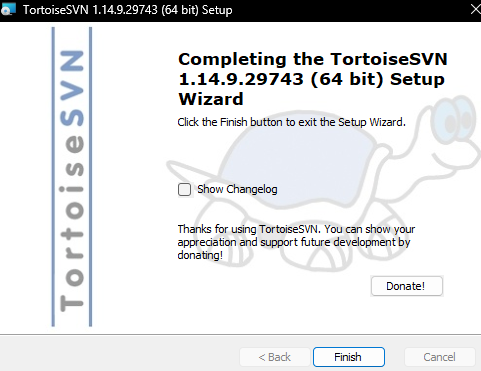 TortoiseSVN 1.14.9.29743 (64 bit) Setup
TortoiseSVN
Completing the TortoiseSVN
1.14.9.29743 (64 bit) Setup
Wizard
Click the Finish button to exit the Setup Wizard.
Show Changelog
Thanks for using TortoiseSVN. You can show your
appreciation and support future development by
donating!
Donate!
< Back
Finish
Cancel